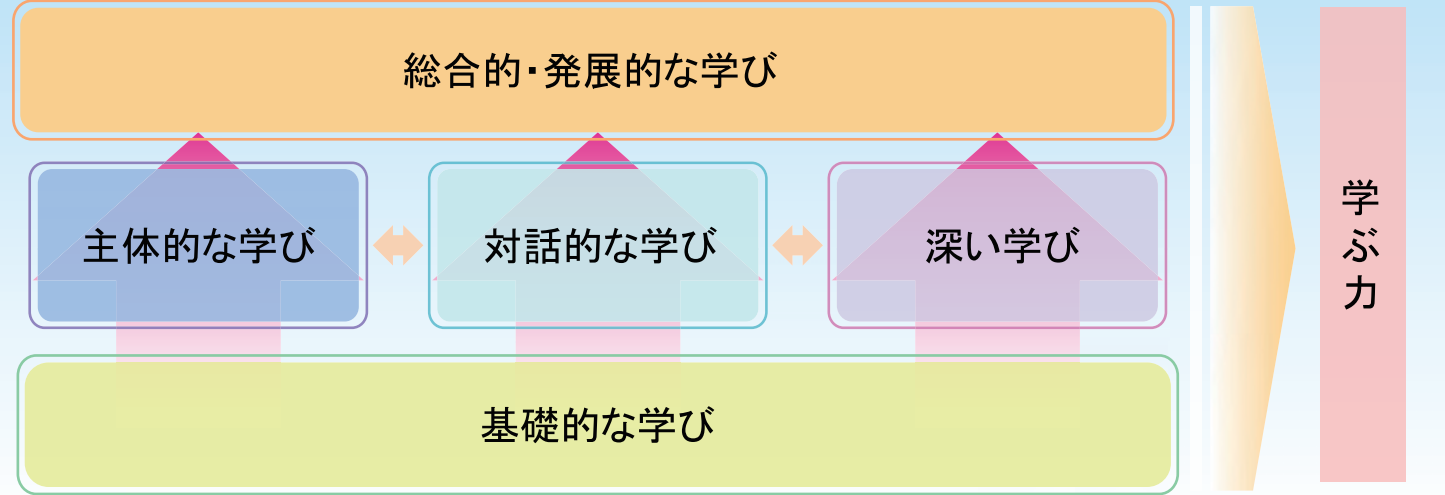 総合的・発展的な学び
主体的な学び
対話的な学び
深い学び
基礎的な学び
学ぶ力